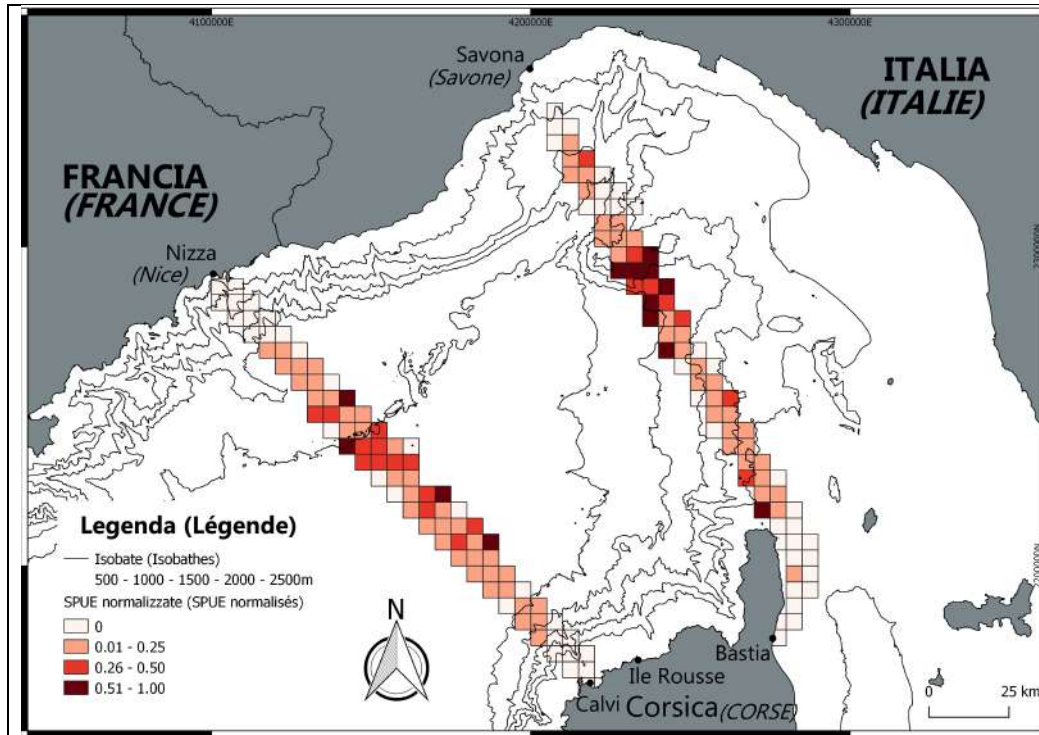 4100000E
4200000E
4300000E
Savona
(Savone)
ITALIA
(ITALIE)
FRANCIA
(FRANCE)
Nizza
(Nice)
Legenda (Légende)
Isobate (Isobathes)
500 - 1000 - 1500 - 2000 - 2500m
SPUE normalizzate (SPUE normalisés)
0
0.01 - 0.25
0.26 - 0.50
0.51 - 1.00
N
Bastia
Ile Rousse
Calvi
Corsica (CORSE)
0
25 km